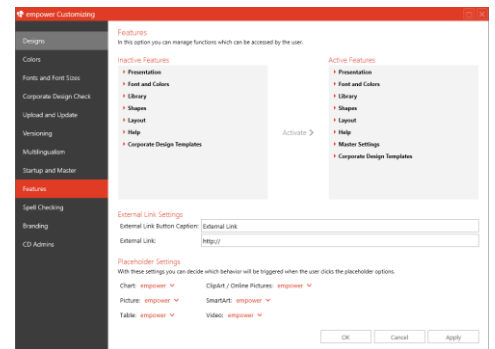 empower Customizing
Designs
Colors
Fonts and Font Sizes
Corporate Design Check
Upload and Update
Versioning
Multilingualism
Startup and Master
Features
Spell Checking
Branding
CD Admins
Features
In this option you can manage functions which can be accessed by the user.
Inactive Features
Presentation
Font and Colors
Library
Shapes
Layout
Help
Corporate Design Templates
Activate
Active Features
Presentation
Font and Colors
Library
Shapes
Layout
Help
Master Settings
Corporate Design Templates
External Link Settings
External Link Button Caption: External Link
External Link: http://
Placeholder Settings
With these settings you can decide which behavior will be triggered when the user clicks the placeholder options.
Chart: empower ClipArt / Online Pictures: empower
Picture: empower SmartArt: empower
Table: empower Video: empower
OK Cancel Apply